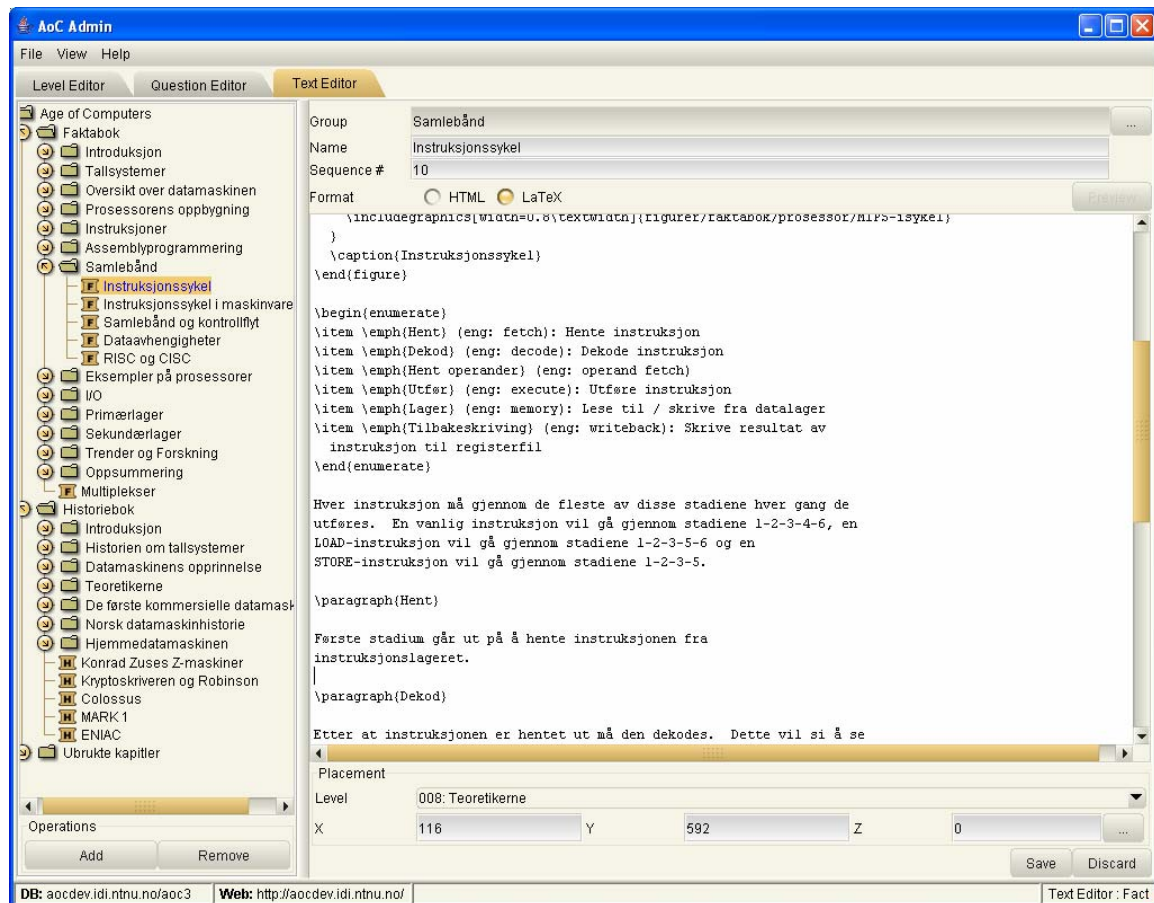 AoC Admin
File View Help
Level Editor Question Editor Text Editor
Age of Computers
Faktabok
Introduksjon
Tallsystemer
Oversikt over datamaskinen
Prosessorens oppbygning
Instruksjoner
Assemblyprogrammering
Samlebånd
Instruksjonssykel
Instruksjonssykel i maskinvare
Samlebånd og kontrollflyt
Dataavhengigheter
RISC og CISC
Eksempler på prosessorer
I/O
Primærlager
Sekundærlager
Trender og Forskning
Oppsummering
Multiplekser
Historiebok
Introduksjon
Historien om tallsystemer
Datamaskinens opprinnelse
Teoretikerne
De første kommersielle datamask
Norsk datamaskinhistorie
Hjemmedatamaskinen
Konrad Zuses Z-maskiner
Kryptoskriveren og Robinson
Colossus
MARK 1
ENIAC
Ubrukte kapitler
Operations
Add Remove
Group Samlebånd ...
Name Instruksjonssykel
Sequence # 10
Format HTML LaTeX Preview
\includegraphics[width=0.8\textwidth]{figurer/faktabok/prosessor/MIPS-isykel}
}
\caption{Instruksjonssykel}
\end{figure}
\begin{enumerate}
\item \emph{Hent} (eng: fetch): Hente instruksjon
\item \emph{Dekod} (eng: decode): Dekode instruksjon
\item \emph{Hent operander} (eng: operand fetch)
\item \emph{Utfør} (eng: execute): Utføre instruksjon
\item \emph{Lager} (eng: memory): Lese til / skrive fra datalager
\item \emph{Tilbakeskriving} (eng: writeback): Skrive resultat av
instruksjon til registerfil
\end{enumerate}
Hver instruksjon må gjennom de fleste av disse stadiene hver gang de
utføres. En vanlig instruksjon vil gå gjennom stadiene 1-2-3-4-6, en
LOAD-instruksjon vil gå gjennom stadiene 1-2-3-5-6 og en
STORE-instruksjon vil gå gjennom stadiene 1-2-3-5.
\paragraph{Hent}
Første stadium går ut på å hente instruksjonen fra
instruksjonslageret.
\paragraph{Dekod}
Etter at instruksjonen er hentet ut må den dekodes. Dette vil si å se
Placement
Level 008: Teoretikerne
X 116 Y 592 Z 0 ...
Save Discard
DB: aocdev.idi.ntnu.no/aoc3 Web: http://aocdev.idi.ntnu.no/ Text Editor : Fact